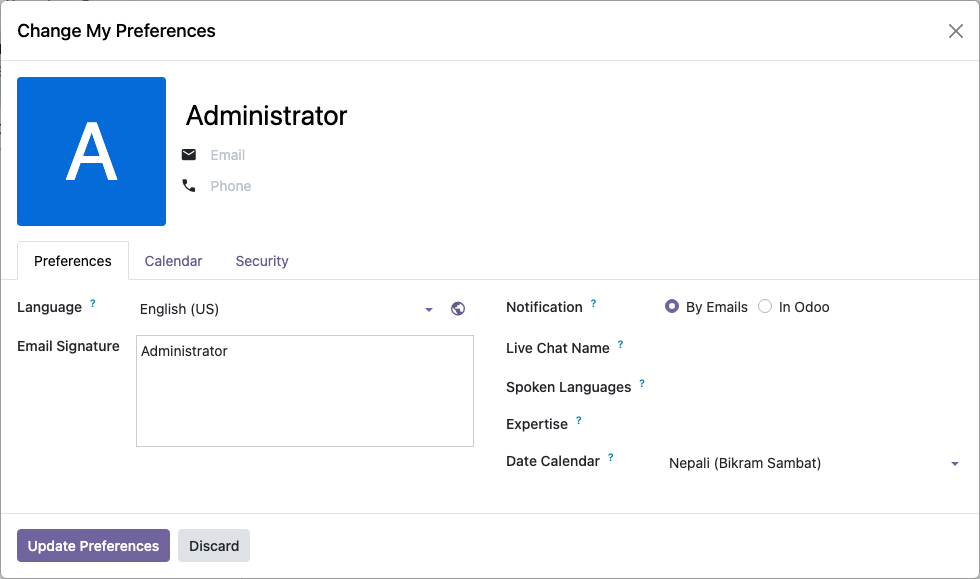 Change My Preferences
A
Administrator
Email
Phone
Preferences Calendar Security
Language ? English (US)
Email Signature Administrator
Notification ? By Emails In Odoo
Live Chat Name ?
Spoken Languages ?
Expertise ?
Date Calendar ? Nepali (Bikram Sambat)
Update Preferences Discard